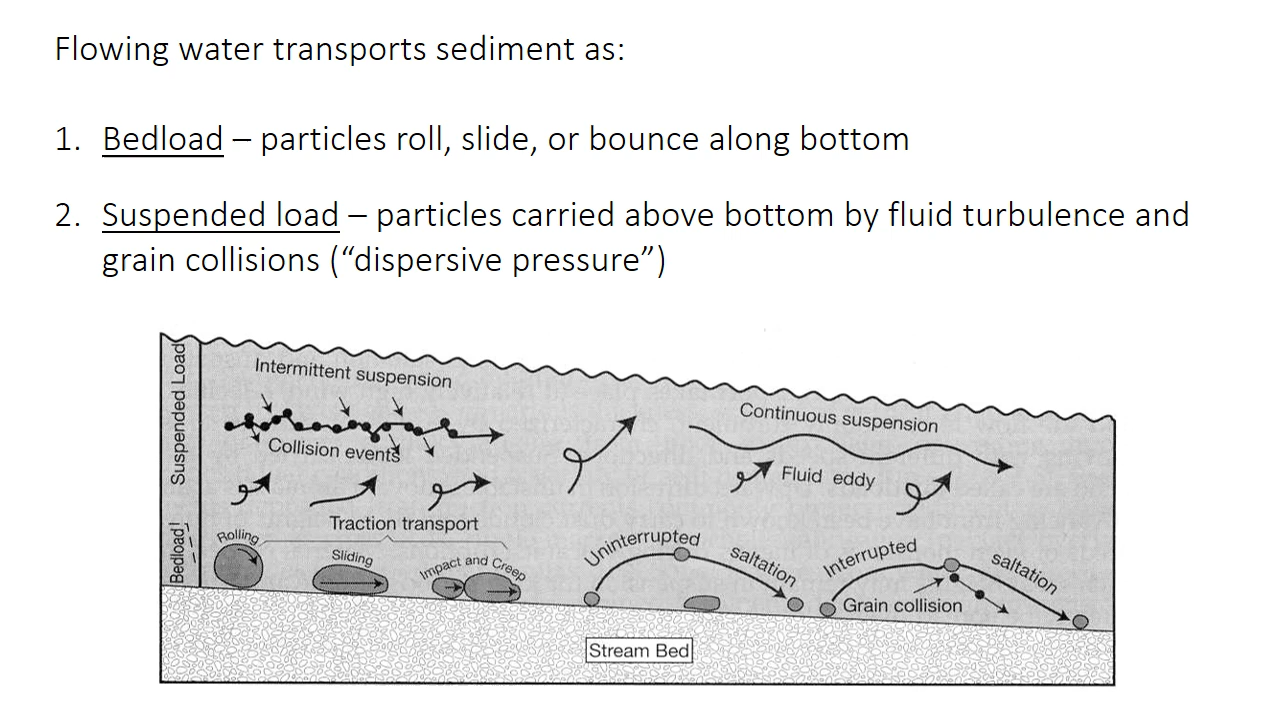 Flowing water transports sediment as:
1. Bedload – particles roll, slide, or bounce along bottom
2. Suspended load – particles carried above bottom by fluid turbulence and
grain collisions (“dispersive pressure”)
Suspended Load
Bedload
Intermittent suspension
Collision events
Continuous suspension
Fluid eddy
Traction transport
Rolling
Sliding
Impact and Creep
Uninterrupted saltation
Interrupted saltation
Grain collision
Stream Bed